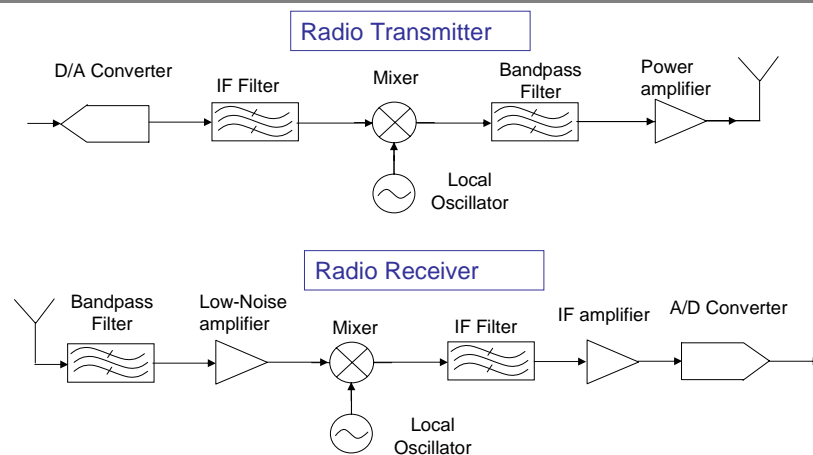 Radio Transmitter
D/A Converter
IF Filter
Mixer
Bandpass
Filter
Power
amplifier
Local
Oscillator
Radio Receiver
Bandpass
Filter
Low-Noise
amplifier
Mixer
IF Filter
IF amplifier
A/D Converter
Local
Oscillator